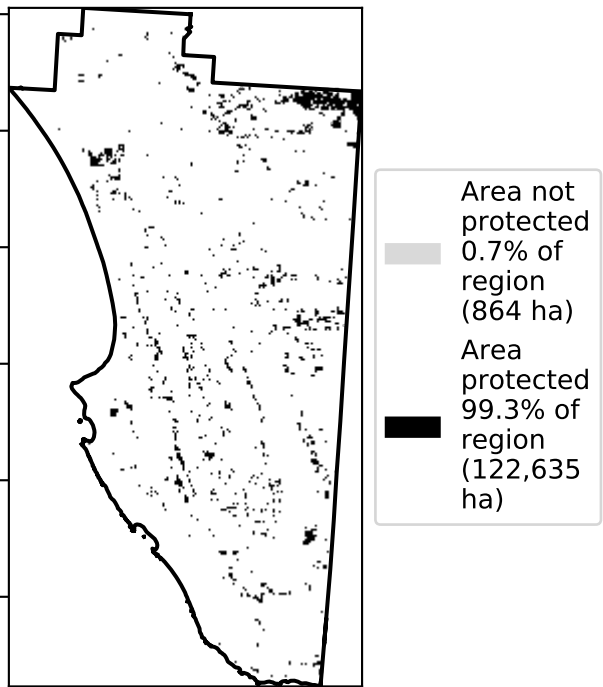 Area not
protected
0.7% of
region
(864 ha)
Area
protected
99.3% of
region
(122,635
ha)